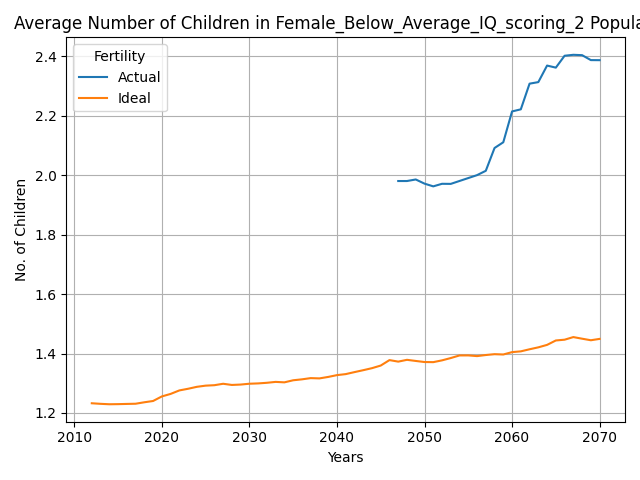 Average Number of Children in Female_Below_Average_IQ_scoring_2 Popula
Fertility
Actual
Ideal
No. of Children
2.4
2.2
2.0
1.8
1.6
1.4
1.2
2010 2020 2030 2040 2050 2060 2070
Years